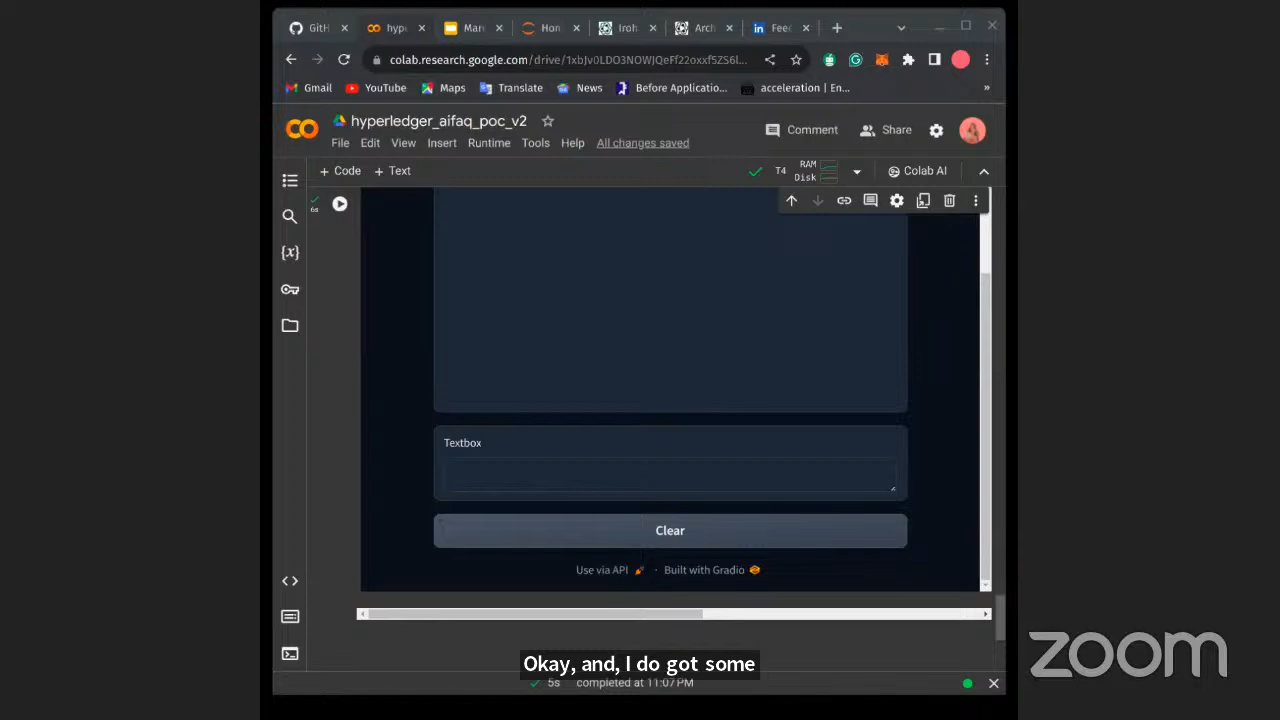 GitH
hype
Mar
Hon
Iroh
Arch
Fee
colab.research.google.com/drive/1xbJv0LDO3NOWJQeFf22oxxf5ZS6l...
Gmail YouTube Maps Translate News Before Applicatio... acceleration | En... »
hyperledger_aifaq_poc_v2
Comment Share
File Edit View Insert Runtime Tools Help All changes saved
+ Code + Text
T4 RAM Disk
Colab AI
{x}
6s
Textbox
Clear
Use via API · Built with Gradio
Okay, and, I do got some
5s completed at 11:07 PM
zoom